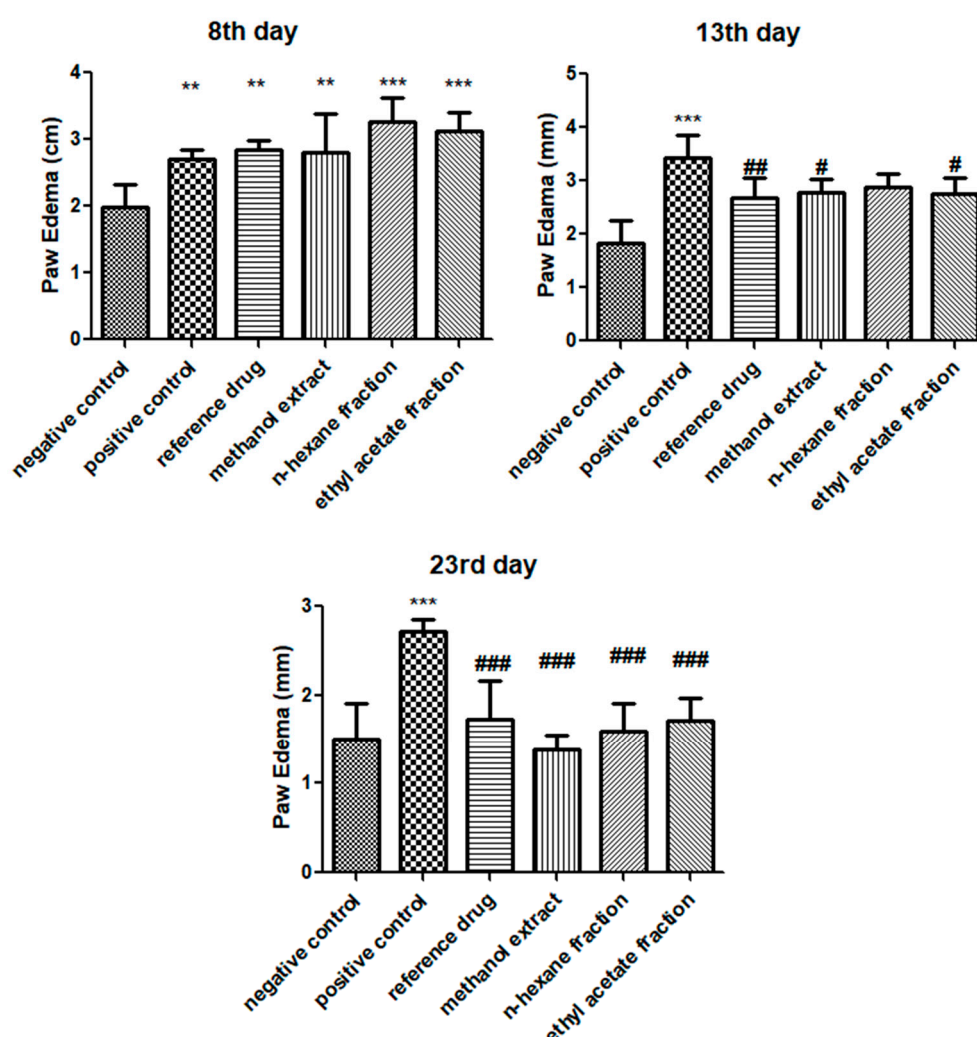 8th day
Paw Edema (cm)
4
3
2
1
0
** ** ** *** ***
negative control
positive control
reference drug
methanol extract
n-hexane fraction
ethyl acetate fraction
13th day
Paw Edama (mm)
5
4
3
2
1
0
*** ## # #
negative control
positive control
reference drug
methanol extract
n-hexane fraction
ethyl acetate fraction
23rd day
Paw Edema (mm)
3
2
1
0
*** ### ### ### ###
negative control
positive control
reference drug
methanol extract
n-hexane fraction
ethyl acetate fraction